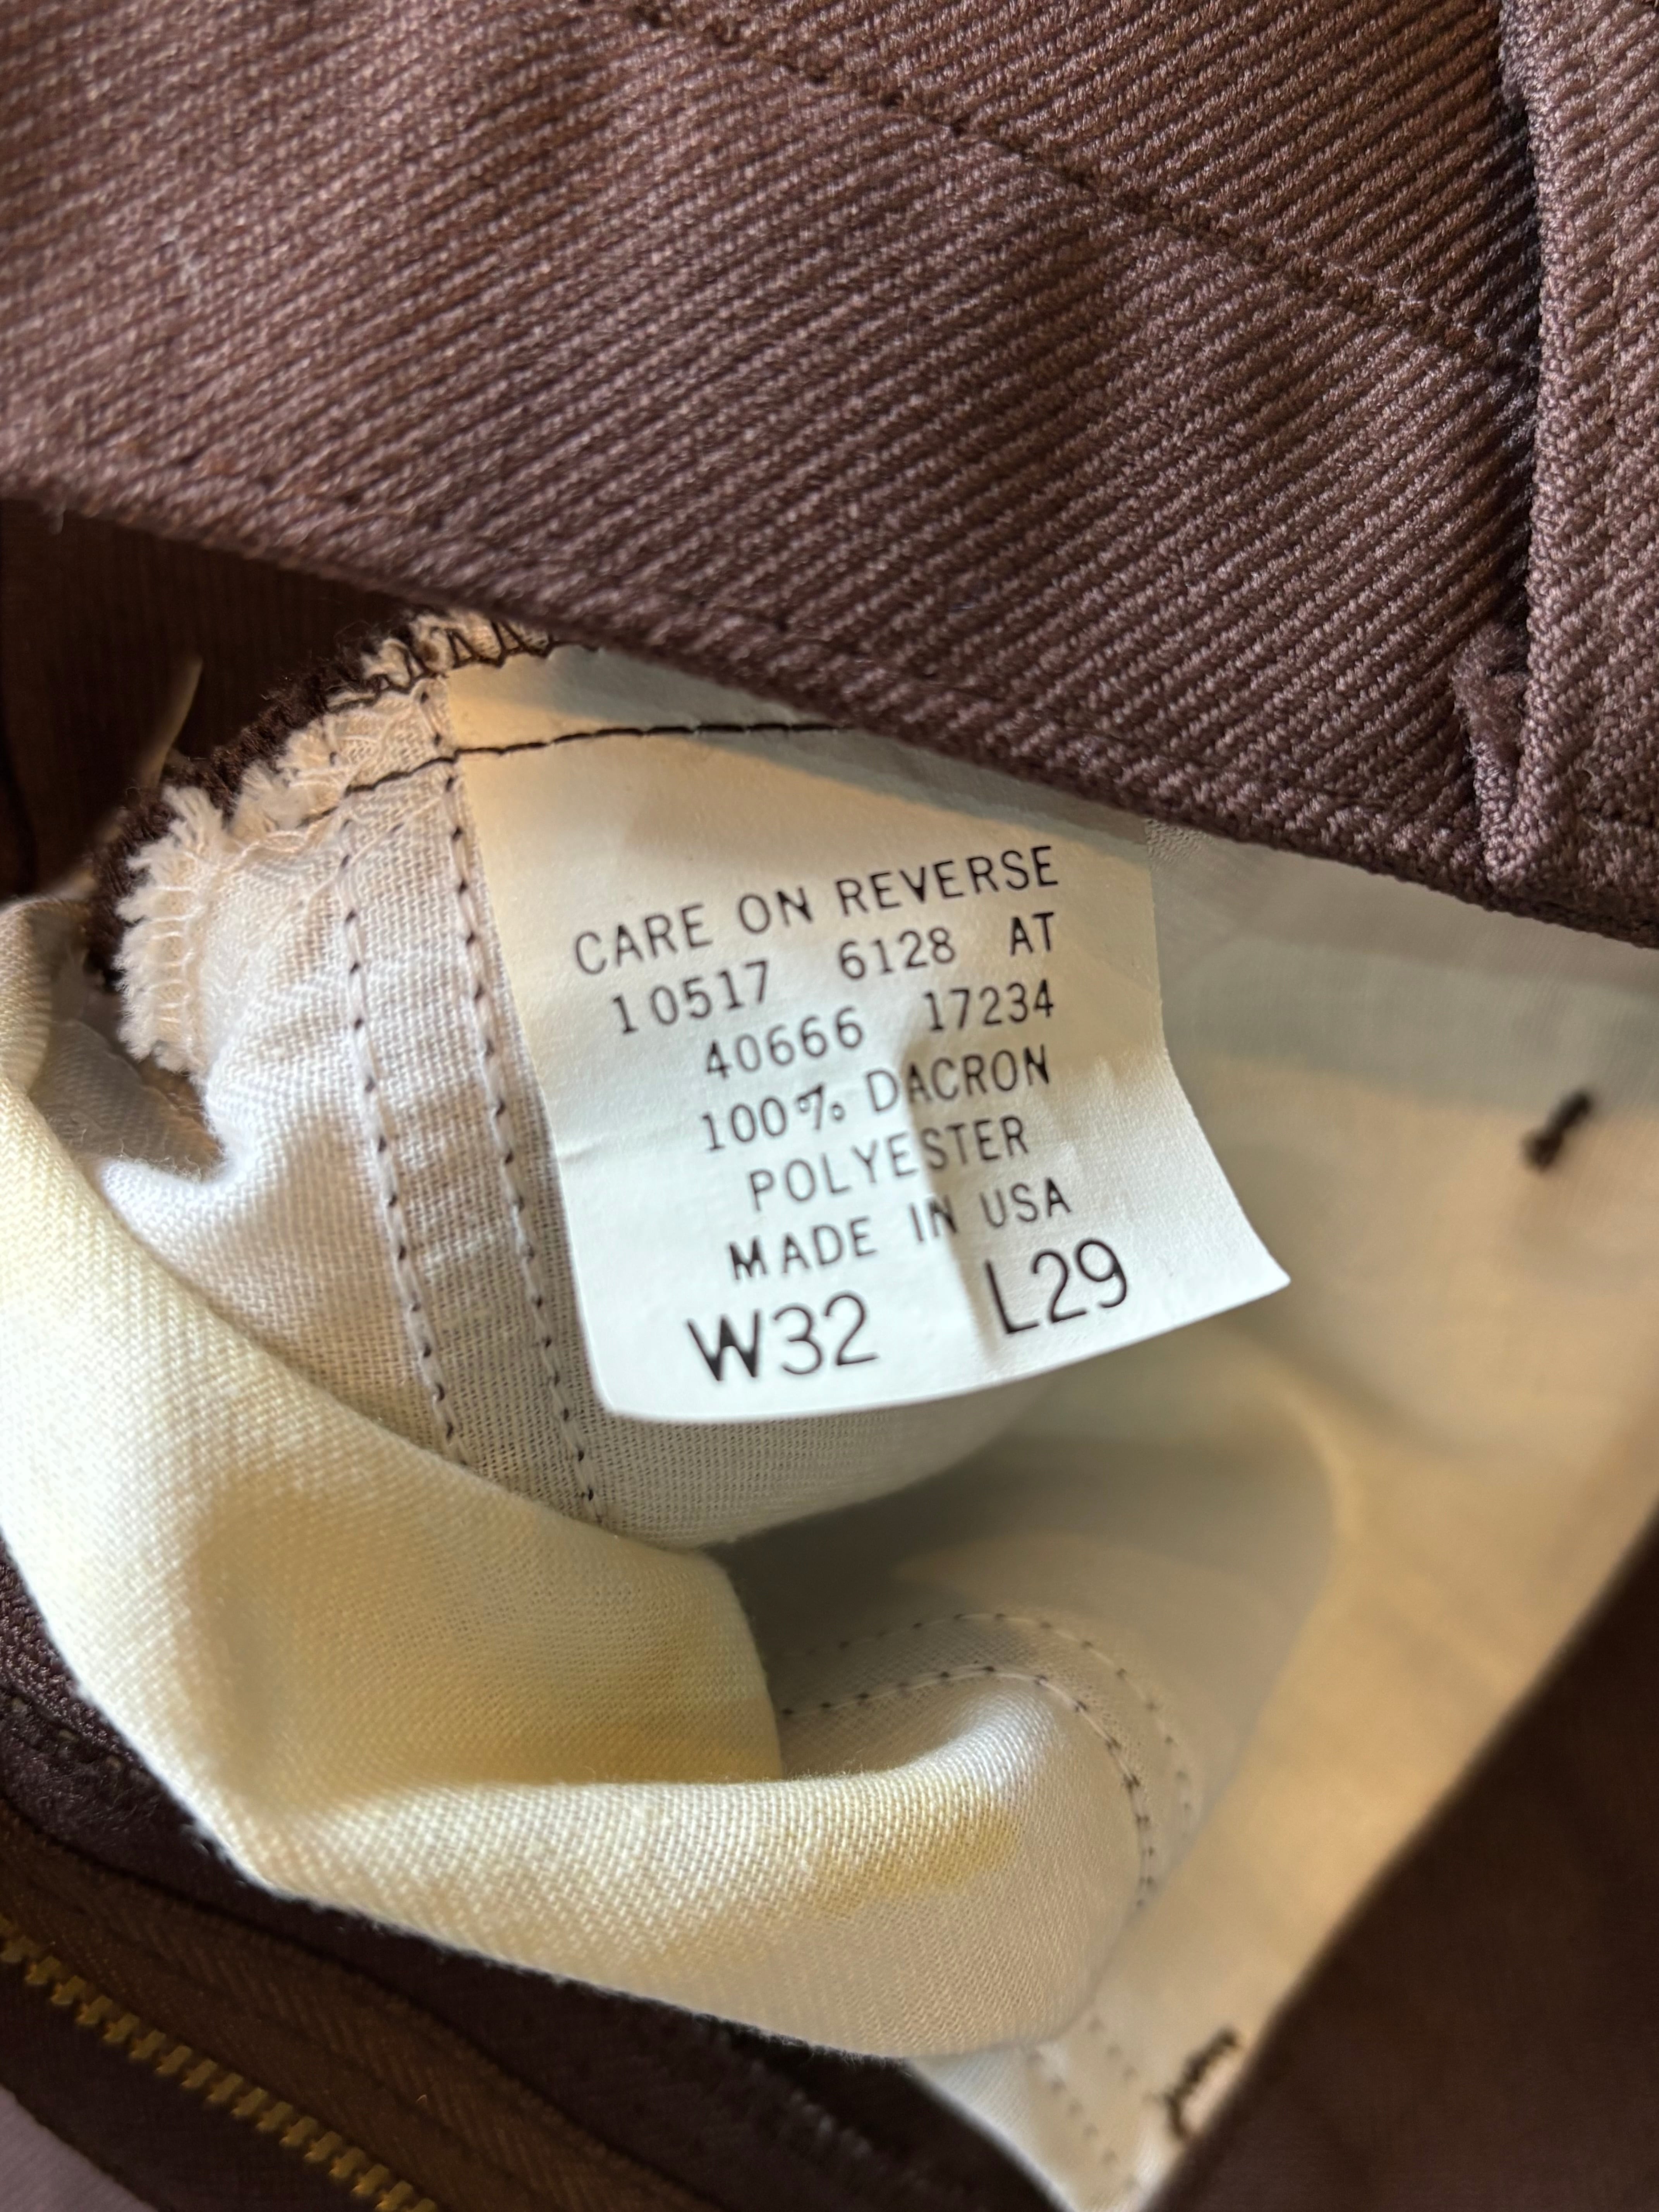 CARE ON REVERSE
10517 6128 AT
40666 17234
100% DACRON
POLYESTER
MADE IN USA
W32 L29